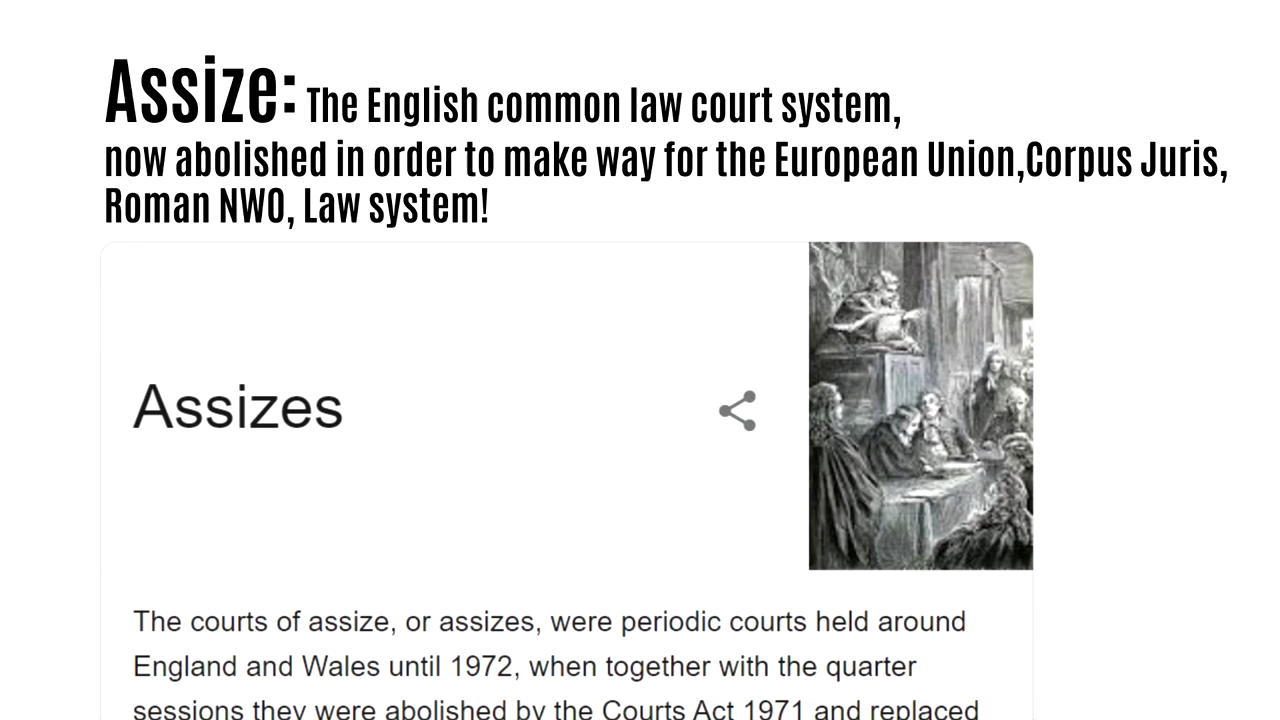 Assize: The English common law court system,
now abolished in order to make way for the European Union,Corpus Juris,
Roman NWO, Law system!
Assizes
The courts of assize, or assizes, were periodic courts held around
England and Wales until 1972, when together with the quarter
sessions they were abolished by the Courts Act 1971 and replaced